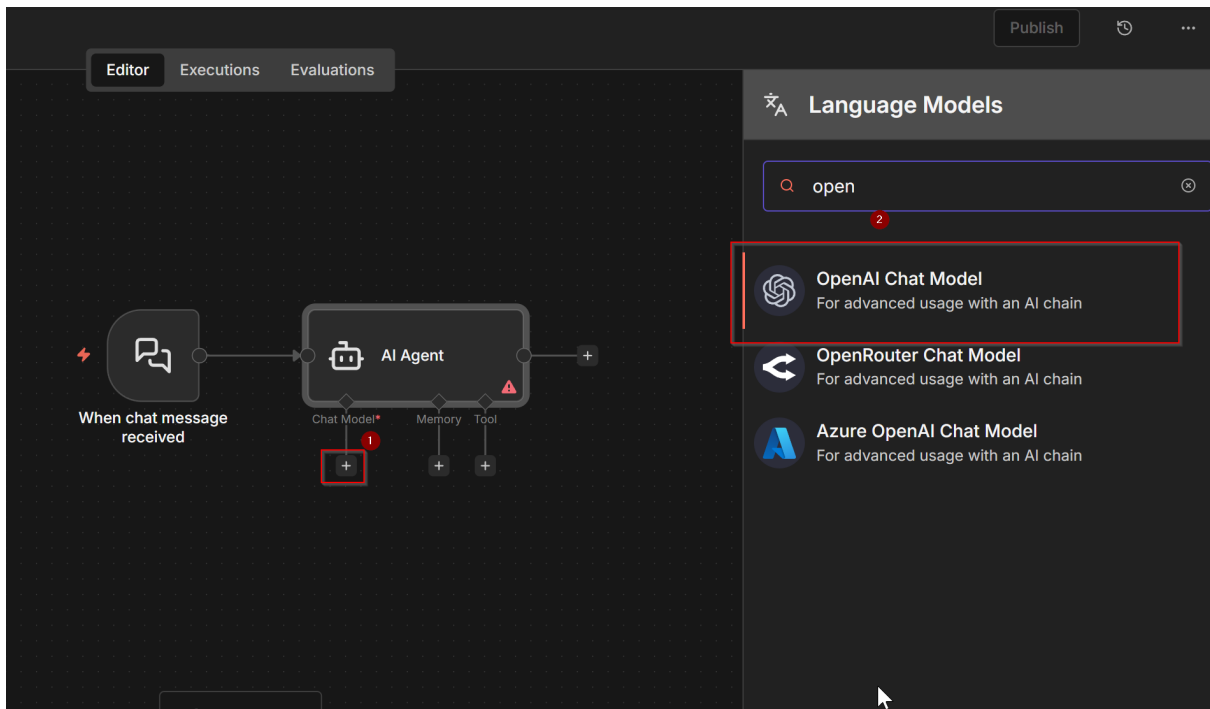 Publish
Editor
Executions
Evaluations
Language Models
open
2
OpenAI Chat Model
For advanced usage with an AI chain
OpenRouter Chat Model
For advanced usage with an AI chain
Azure OpenAI Chat Model
For advanced usage with an AI chain
AI Agent
When chat message
received
Chat Model*
Memory
Tool
1